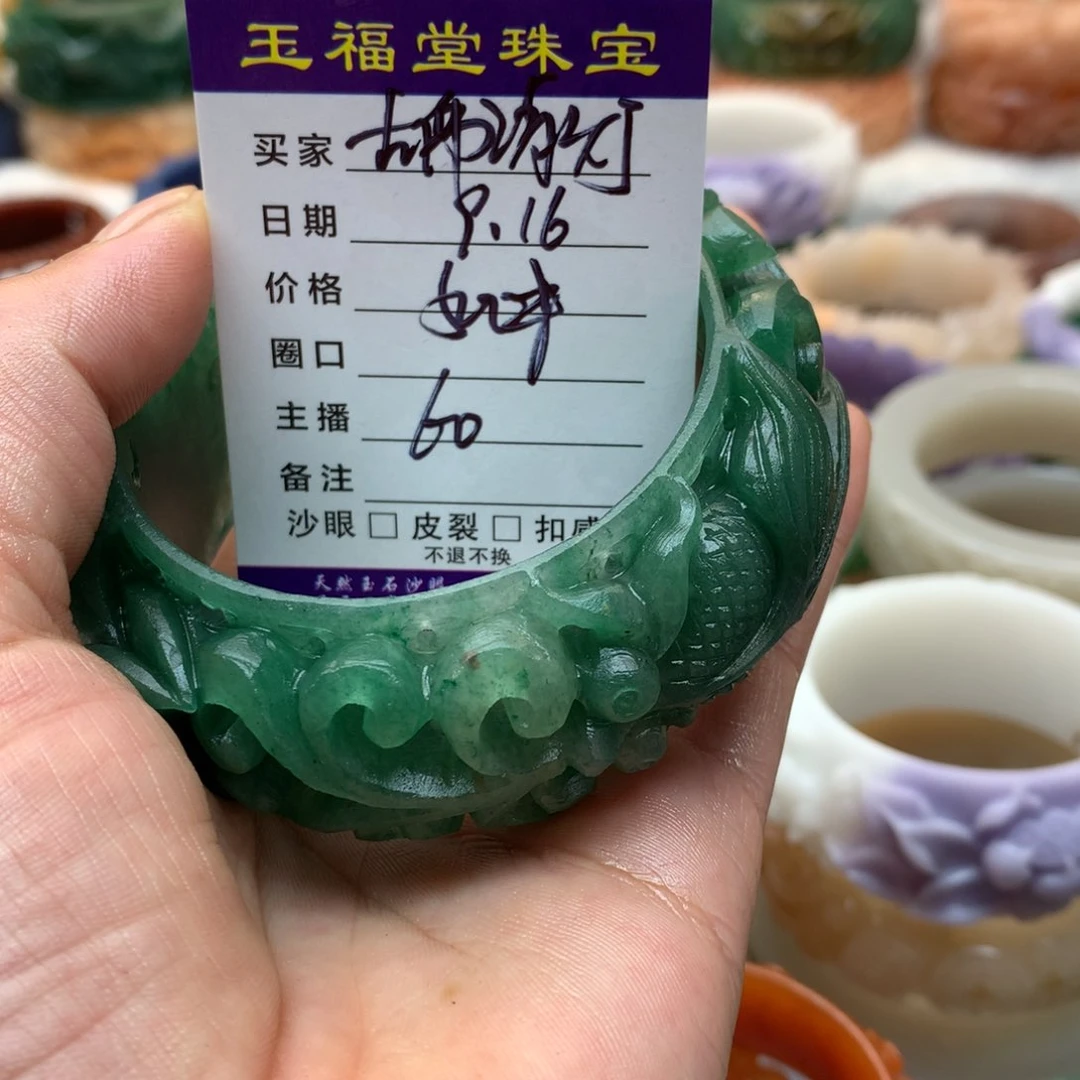 玉福堂珠宝
买家
日期 9.16
价格
圈口
主播 60
备注
沙眼 □ 皮裂 □ 扣
不退不换
天然玉石沙眼